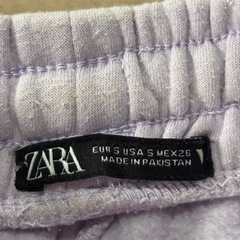 ZARA
EUR S USA S MEX 26
MADE IN PAKISTAN